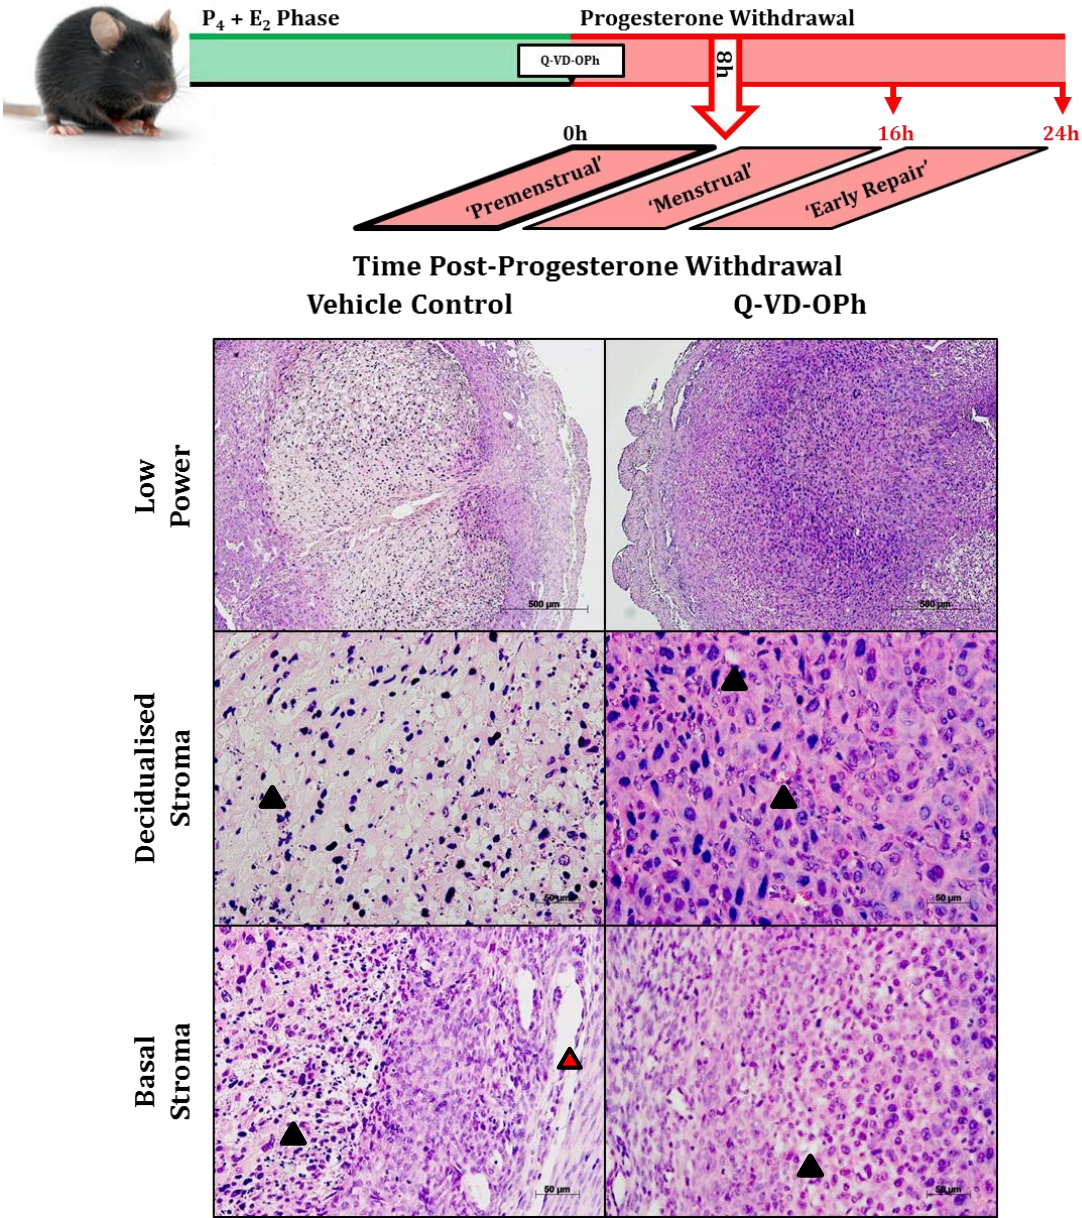 P₄ + E₂ Phase
Progesterone Withdrawal
Q-VD-OPh
8h
0h
16h
24h
‘Premenstrual’
‘Menstrual’
‘Early Repair’
Time Post-Progesterone Withdrawal
Vehicle Control
Q-VD-OPh
Low
Power
500 µm
500 µm
Decidualised
Stroma
50 µm
50 µm
Basal
Stroma
50 µm
50 µm